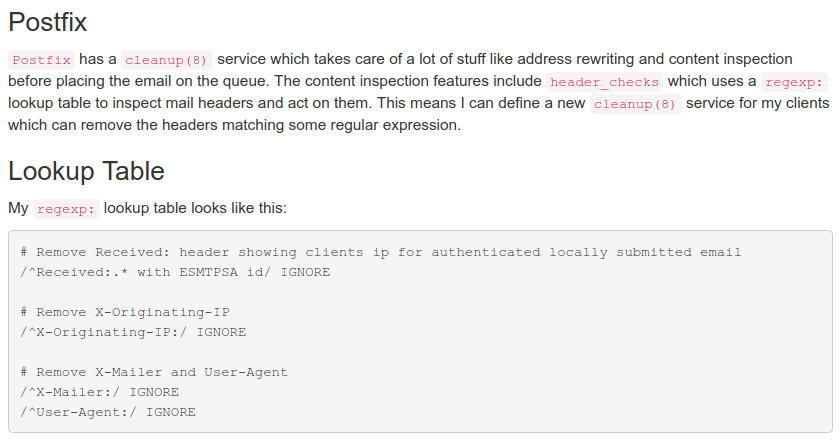 Postfix
Postfix has a cleanup(8) service which takes care of a lot of stuff like address rewriting and content inspection
before placing the email on the queue. The content inspection features include header_checks which uses a regexp:
lookup table to inspect mail headers and act on them. This means I can define a new cleanup(8) service for my clients
which can remove the headers matching some regular expression.
Lookup Table
My regexp: lookup table looks like this:
# Remove Received: header showing clients ip for authenticated locally submitted email
/^Received:.* with ESMTPSA id/ IGNORE
# Remove X-Originating-IP
/^X-Originating-IP:/ IGNORE
# Remove X-Mailer and User-Agent
/^X-Mailer:/ IGNORE
/^User-Agent:/ IGNORE